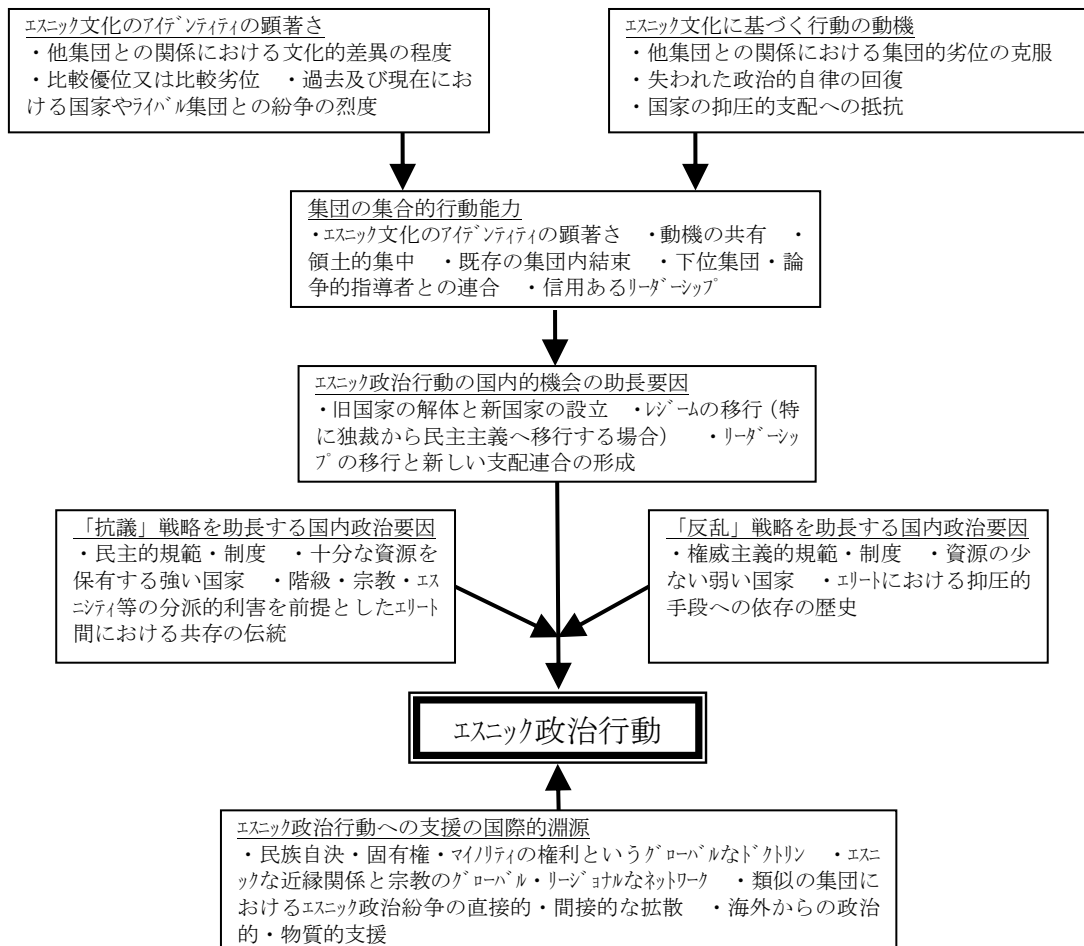 ｴｽﾆｯｸ文化のｱｲﾃﾞﾝﾃｨﾃｨの顕著さ
・他集団との関係における文化的差異の程度
・比較優位又は比較劣位　・過去及び現在にお
ける国家やﾗｲﾊﾞﾙ集団との紛争の烈度
ｴｽﾆｯｸ文化に基づく行動の動機
・他集団との関係における集団的劣位の克服
・失われた政治的自律の回復
・国家の抑圧的支配への抵抗
集団の集合的行動能力
・ｴｽﾆｯｸ文化のｱｲﾃﾞﾝﾃｨﾃｨの顕著さ　・動機の共有　・
領土的集中　・既存の集団内結束　・下位集団・論
争的指導者との連合　・信用あるﾘｰﾀﾞｰｼｯﾌﾟ
ｴｽﾆｯｸ政治行動の国内的機会の助長要因
・旧国家の解体と新国家の設立　・ﾚｼﾞｰﾑの移行（特
に独裁から民主主義へ移行する場合）　・ﾘｰﾀﾞｰｼｯ
ﾌﾟの移行と新しい支配連合の形成
「抗議」戦略を助長する国内政治要因
・民主的規範・制度　・十分な資源を
保有する強い国家　・階級・宗教・ｴｽ
ﾆｼﾃｨ等の分派的利害を前提としたｴﾘｰﾄ
間における共存の伝統
「反乱」戦略を助長する国内政治要因
・権威主義的規範・制度　・資源の少
ない弱い国家　・ｴﾘｰﾄにおける抑圧的
手段への依存の歴史
ｴｽﾆｯｸ政治行動
ｴｽﾆｯｸ政治行動への支援の国際的淵源
・民族自決・固有権・ﾏｲﾉﾘﾃｨの権利というｸﾞﾛｰﾊﾞﾙなﾄﾞｸﾄﾘﾝ　・ｴｽﾆ
ｯｸな近縁関係と宗教のｸﾞﾛｰﾊﾞﾙ・ﾘｰｼﾞｮﾅﾙなﾈｯﾄﾜｰｸ　・類似の集団に
おけるｴｽﾆｯｸ政治紛争の直接的・間接的な拡散　・海外からの政治
的・物質的支援